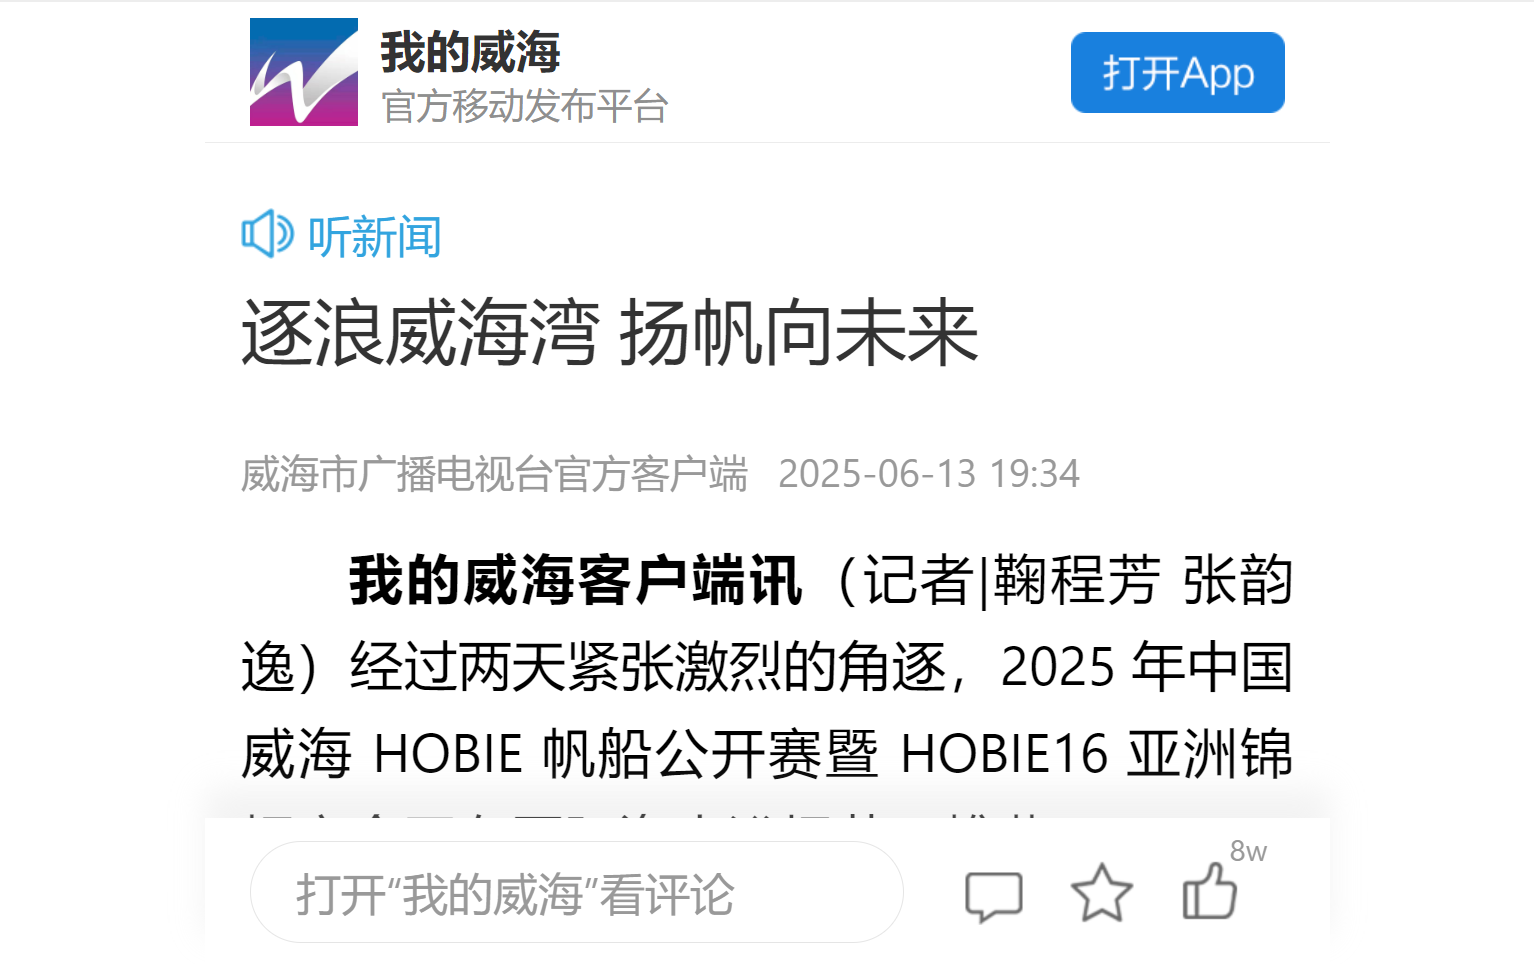 我的威海
官方移动发布平台
打开App
听新闻
逐浪威海湾 扬帆向未来
威海市广播电视台官方客户端 2025-06-13 19:34
我的威海客户端讯（记者|鞠程芳 张韵
逸）经过两天紧张激烈的角逐，2025 年中国
威海 HOBIE 帆船公开赛暨 HOBIE16 亚洲锦
打开“我的威海”看评论
8w